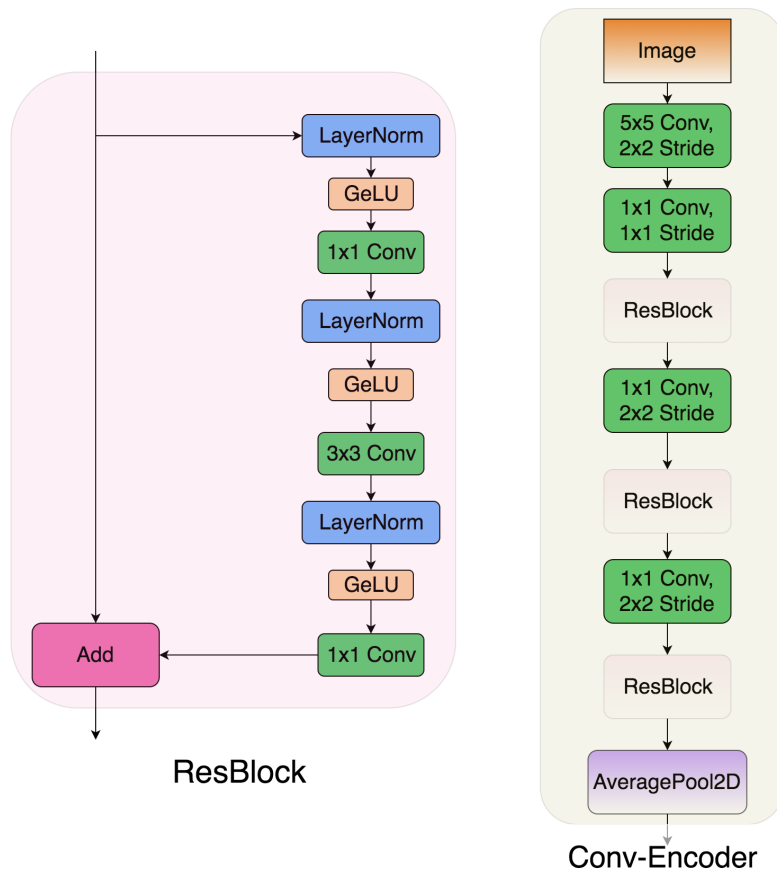 LayerNorm
GeLU
1x1 Conv
LayerNorm
GeLU
3x3 Conv
LayerNorm
GeLU
1x1 Conv
Add
ResBlock
Image
5x5 Conv,
2x2 Stride
1x1 Conv,
1x1 Stride
ResBlock
1x1 Conv,
2x2 Stride
ResBlock
1x1 Conv,
2x2 Stride
ResBlock
AveragePool2D
Conv-Encoder